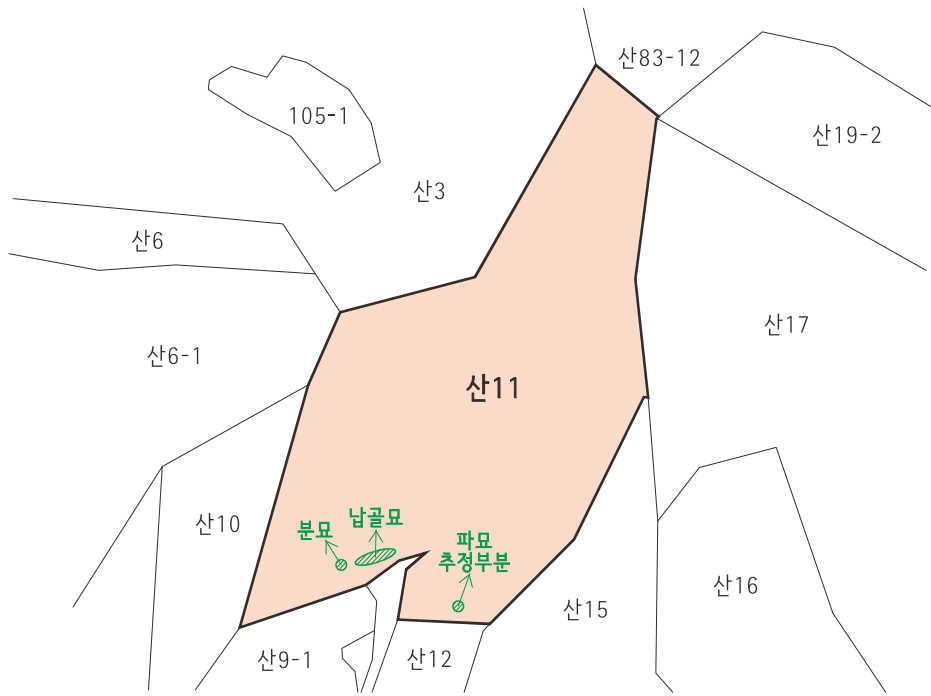 산83-12
105-1
산19-2
산3
산6
산17
산6-1
산11
산10
분묘
납골묘
파묘
추정부분
산16
산15
산9-1
산12